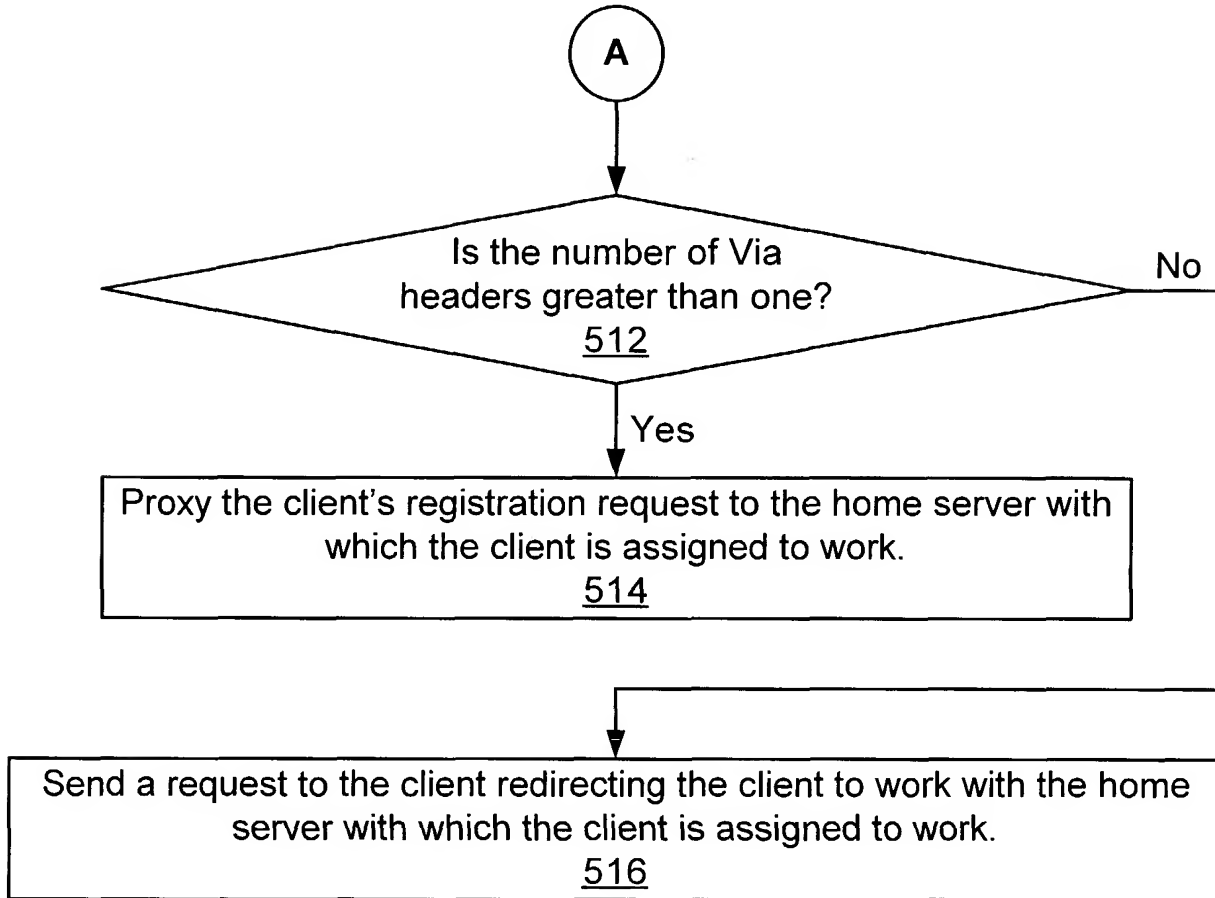 A
Is the number of Via
headers greater than one?
512
No
Yes
Proxy the client's registration request to the home server with
which the client is assigned to work.
514
Send a request to the client redirecting the client to work with the home
server with which the client is assigned to work.
516